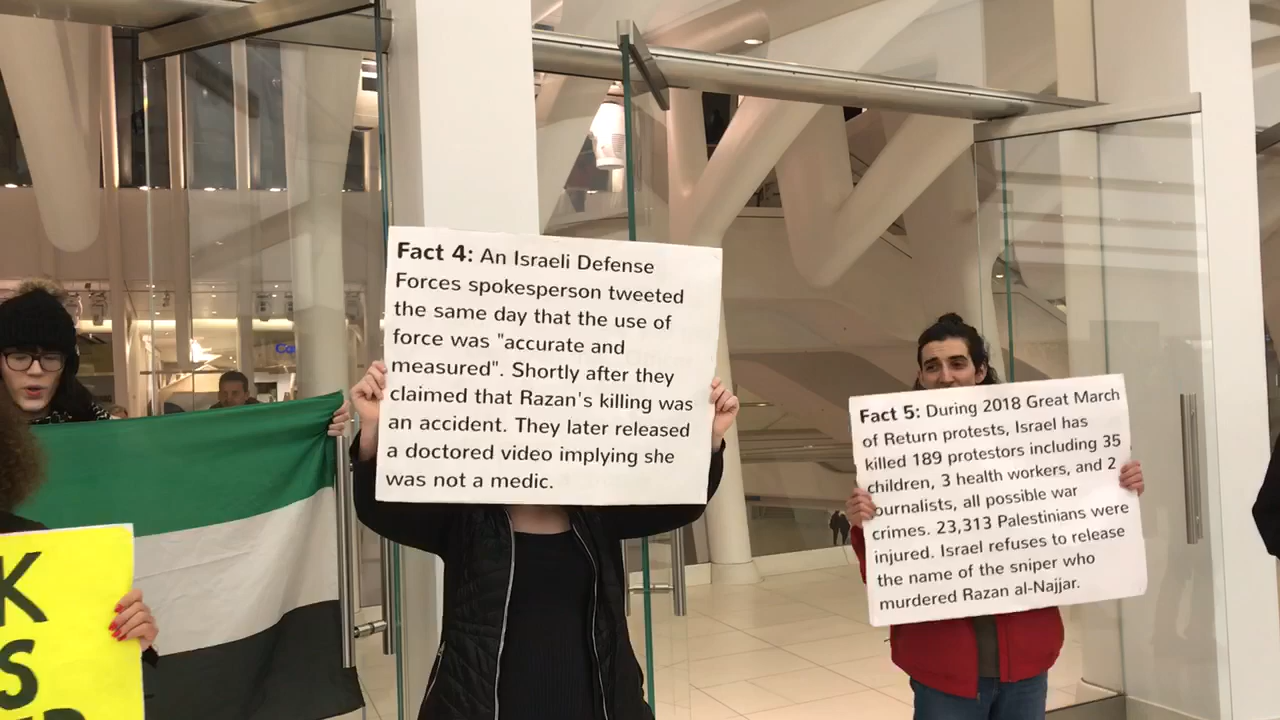 Fact 4: An Israeli Defense
Forces spokesperson tweeted
the same day that the use of
force was "accurate and
measured". Shortly after they
claimed that Razan's killing was
an accident. They later released
a doctored video implying she
was not a medic.
Fact 5: During 2018 Great March
of Return protests, Israel has
killed 189 protestors including 35
children, 3 health workers, and 2
ournalists, all possible war
crimes. 23,313 Palestinians were
injured. Israel refuses to release
the name of the sniper who
murdered Razan al-Najjar.
K
S